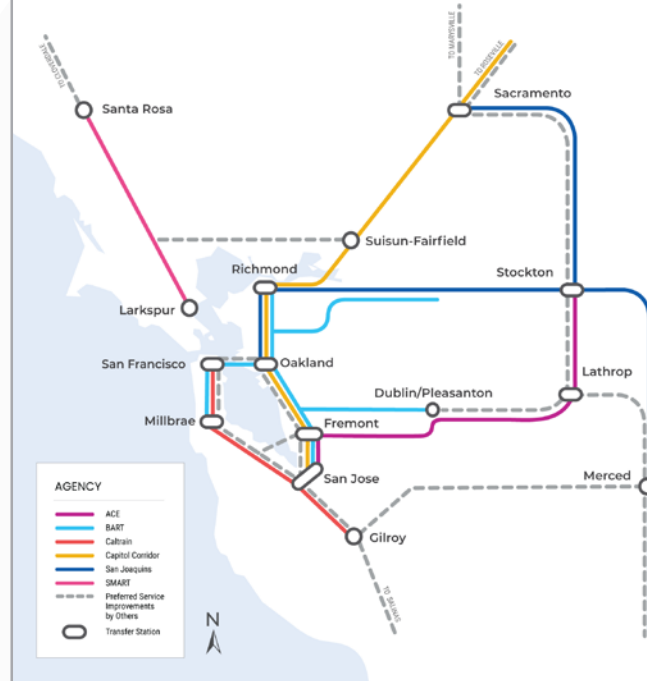 TO CLOVERDALE
TO MARYSVILLE
TO ROSEVILLE
Sacramento
Santa Rosa
Suisun-Fairfield
Richmond
Stockton
Larkspur
San Francisco
Oakland
Lathrop
Dublin/Pleasanton
Millbrae
Fremont
San Jose
Merced
Gilroy
TO SALINAS
AGENCY
ACE
BART
Caltrain
Capitol Corridor
San Joaquins
SMART
Preferred Service
Improvements
by Others
Transfer Station
N